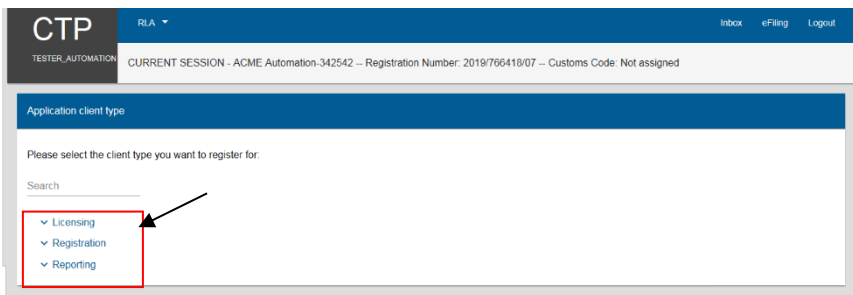 CTP
RLA
Inbox eFiling Logout
TESTER_AUTOMATION
CURRENT SESSION - ACME Automation-342542 -- Registration Number: 2019/766418/07 -- Customs Code: Not assigned
Application client type
Please select the client type you want to register for:
Search
Licensing
Registration
Reporting